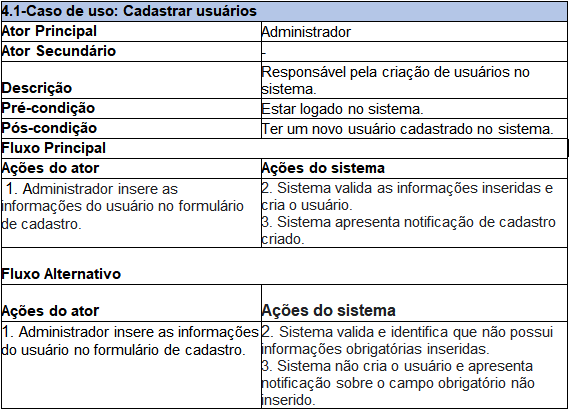 4.1-Caso de uso: Cadastrar usuários
Ator Principal Administrador
Ator Secundário -
Descrição Responsável pela criação de usuários no
sistema.
Pré-condição Estar logado no sistema.
Pós-condição Ter um novo usuário cadastrado no sistema.
Fluxo Principal
Ações do ator Ações do sistema
1. Administrador insere as
informações do usuário no formulário
de cadastro.
2. Sistema valida as informações inseridas e
cria o usuário.
3. Sistema apresenta notificação de cadastro
criado.
Fluxo Alternativo
Ações do ator Ações do sistema
1. Administrador insere as informações
do usuário no formulário de cadastro.
2. Sistema valida e identifica que não possui
informações obrigatórias inseridas.
3. Sistema não cria o usuário e apresenta
notificação sobre o campo obrigatório não
inserido.